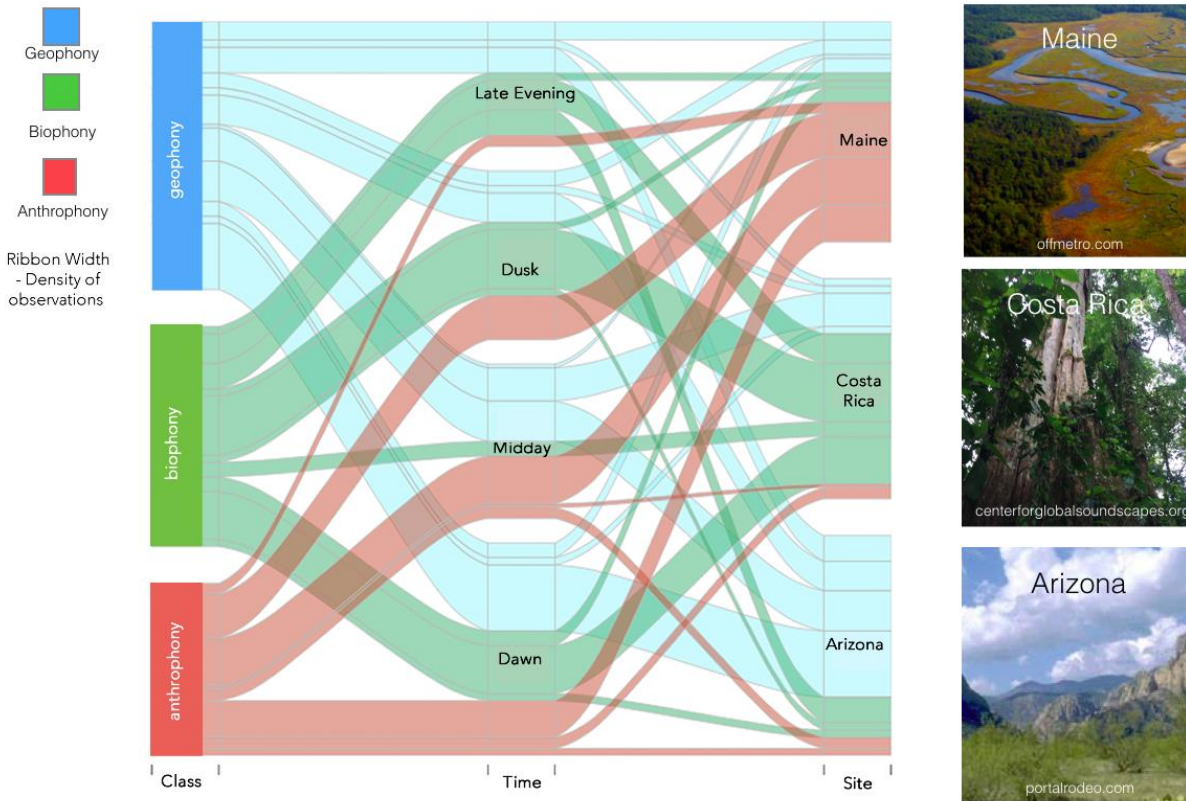 Geophony
Biophony
Anthrophony
Ribbon Width
- Density of
observations
geophony
biophony
anthrophony
Late Evening
Dusk
Midday
Dawn
Maine
Costa
Rica
Arizona
Class
Time
Site
Maine
offmetro.com
Costa Rica
centerforglobalsoundscapes.org
Arizona
portalrodeo.com